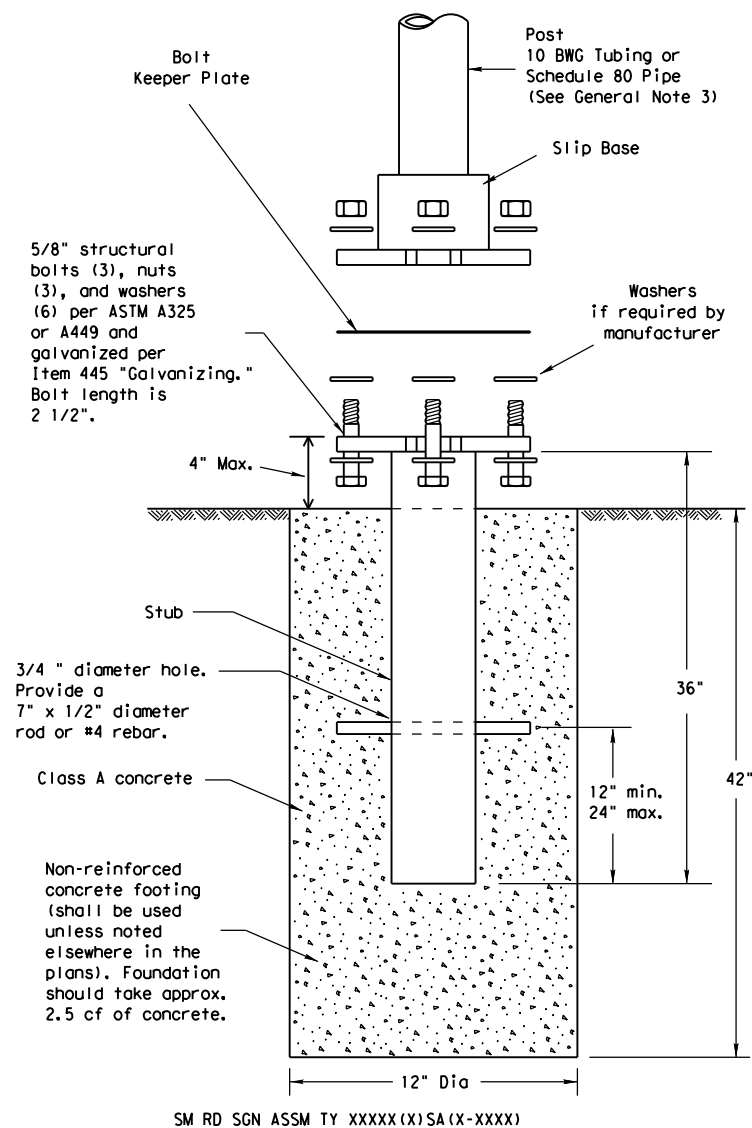 Post
10 BWG Tubing or
Schedule 80 Pipe
(See General Note 3)
Bolt
Keeper Plate
Slip Base
5/8" structural
bolts (3), nuts
(3), and washers
(6) per ASTM A325
or A449 and
galvanized per
Item 445 "Galvanizing."
Bolt length is
2 1/2".
Washers
if required by
manufacturer
4" Max.
Stub
3/4 " diameter hole.
Provide a
7" x 1/2" diameter
rod or #4 rebar.
36"
Class A concrete
12" min.
24" max.
42"
Non-reinforced
concrete footing
(shall be used
unless noted
elsewhere in the
plans). Foundation
should take approx.
2.5 cf of concrete.
12" Dia
SM RD SGN ASSM TY XXXXX(X)SA(X-XXXX)